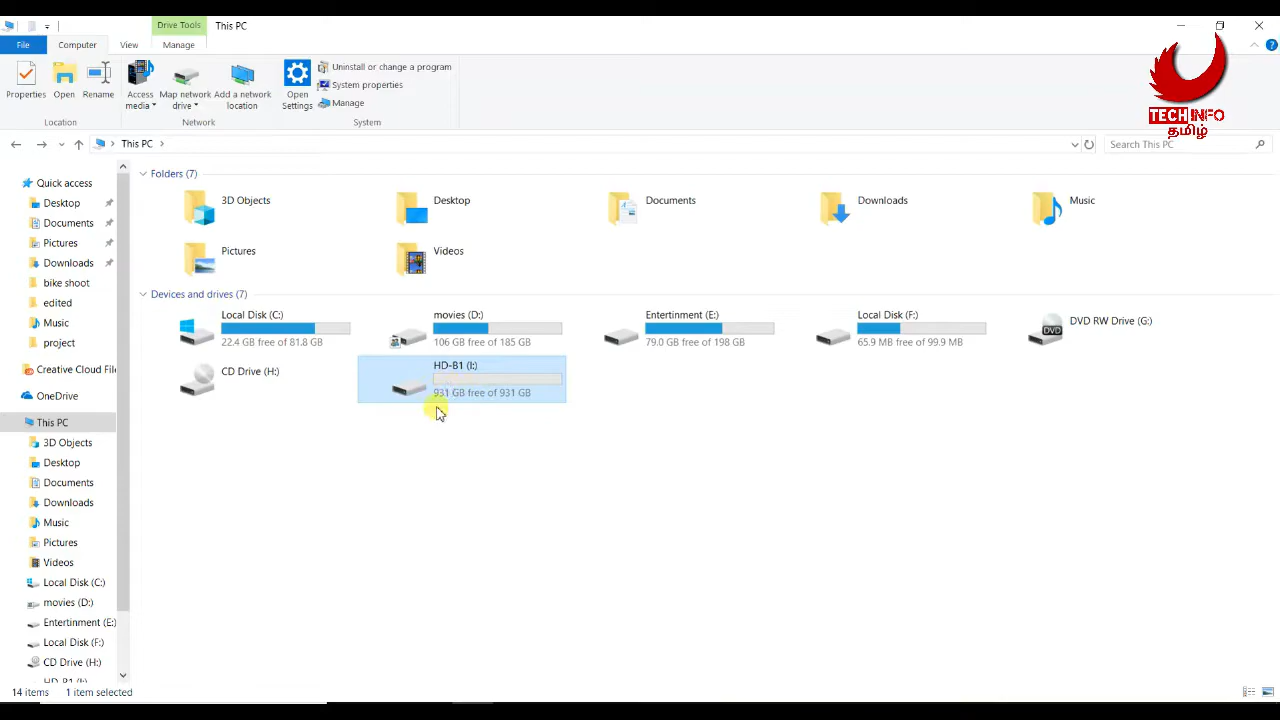 Drive Tools
This PC
File
Computer
View
Manage
Properties
Open
Rename
Access media
Map network drive
Add a network location
Open Settings
Uninstall or change a program
System properties
Manage
Location
Network
System
TECH INFO
தமிழ்
This PC
Search This PC
Quick access
Desktop
Documents
Pictures
Downloads
bike shoot
edited
Music
project
Creative Cloud Fil
OneDrive
This PC
3D Objects
Desktop
Documents
Downloads
Music
Pictures
Videos
Local Disk (C:)
movies (D:)
Entertinment (E:)
Local Disk (F:)
CD Drive (H:)
HD-B1 (I:)
Folders (7)
3D Objects
Desktop
Documents
Downloads
Music
Pictures
Videos
Devices and drives (7)
Local Disk (C:)
22.4 GB free of 81.8 GB
movies (D:)
106 GB free of 185 GB
Entertinment (E:)
79.0 GB free of 198 GB
Local Disk (F:)
65.9 MB free of 99.9 MB
DVD RW Drive (G:)
DVD
CD Drive (H:)
HD-B1 (I:)
931 GB free of 931 GB
14 items
1 item selected